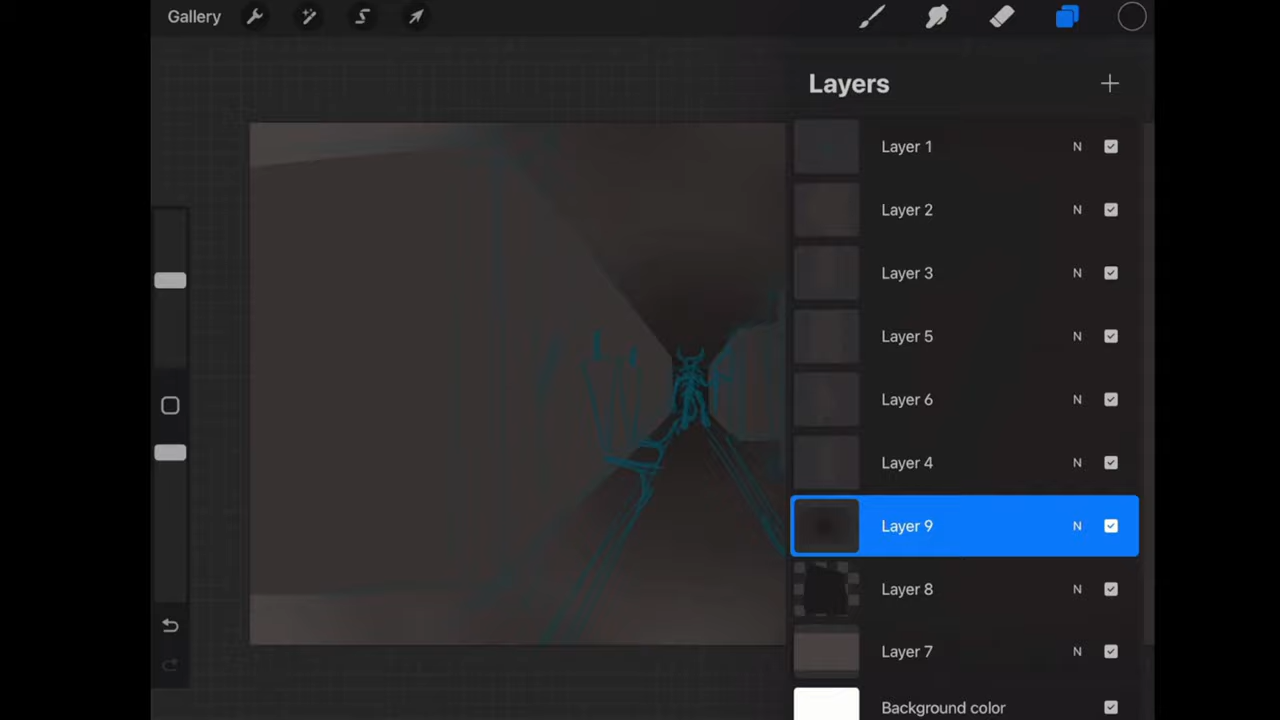 Gallery
Layers
Layer 1 N
Layer 2 N
Layer 3 N
Layer 5 N
Layer 6 N
Layer 4 N
Layer 9 N
Layer 8 N
Layer 7 N
Background color